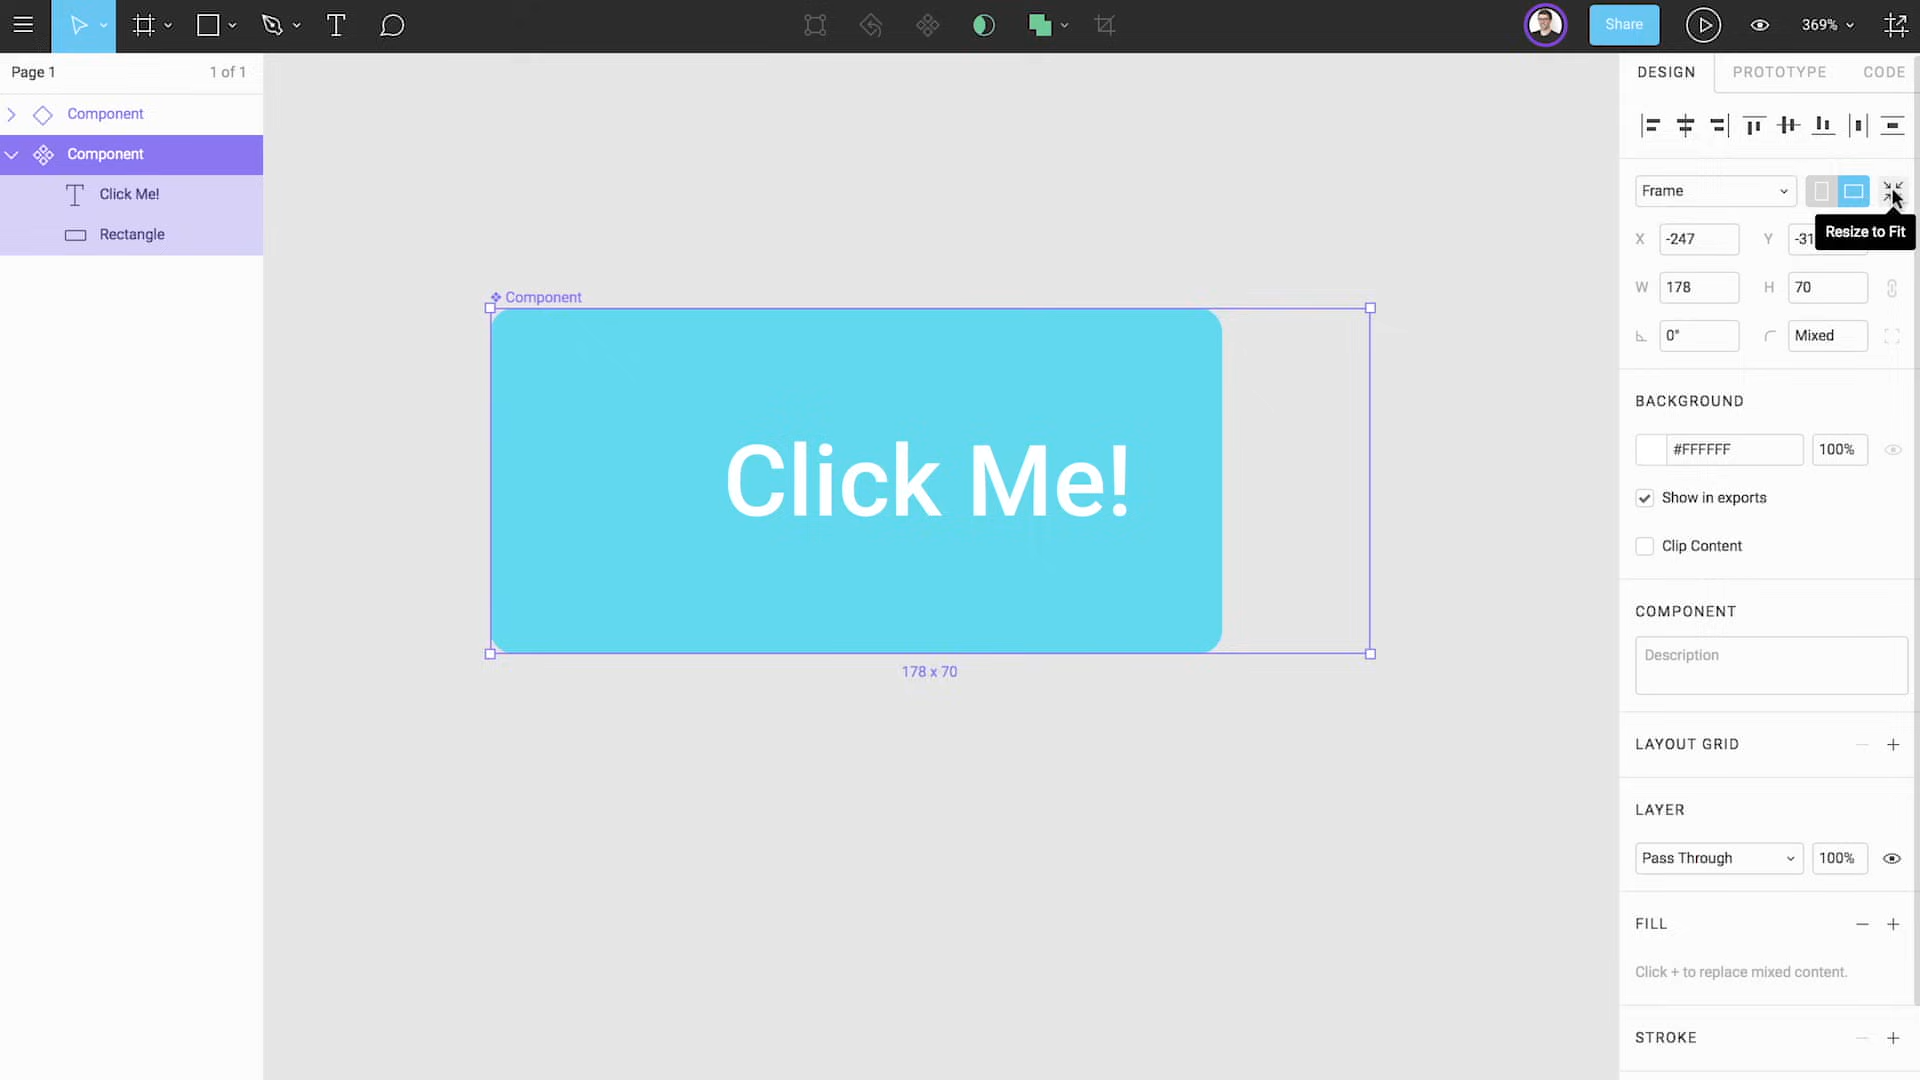 Share
369%
Page 1
1 of 1
DESIGN
PROTOTYPE
CODE
Component
Component
Click Me!
Rectangle
Frame
Resize to Fit
X
-247
Y
-31
W
178
H
70
0°
Mixed
Component
Click Me!
178 x 70
BACKGROUND
#FFFFFF
100%
Show in exports
Clip Content
COMPONENT
Description
LAYOUT GRID
LAYER
Pass Through
100%
FILL
Click + to replace mixed content.
STROKE